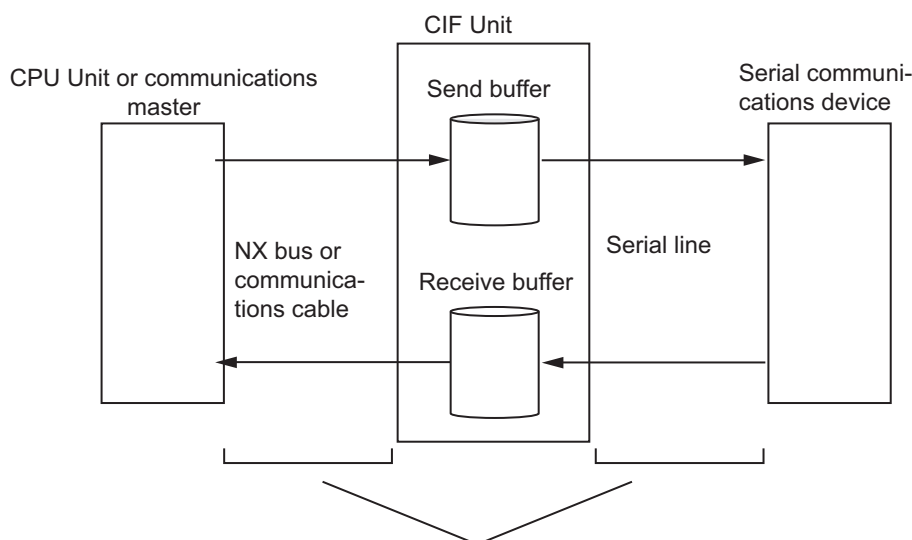 CIF Unit
CPU Unit or communications
master
Send buffer
Serial communi-
cations device
NX bus or
communica-
tions cable
Serial line
Receive buffer